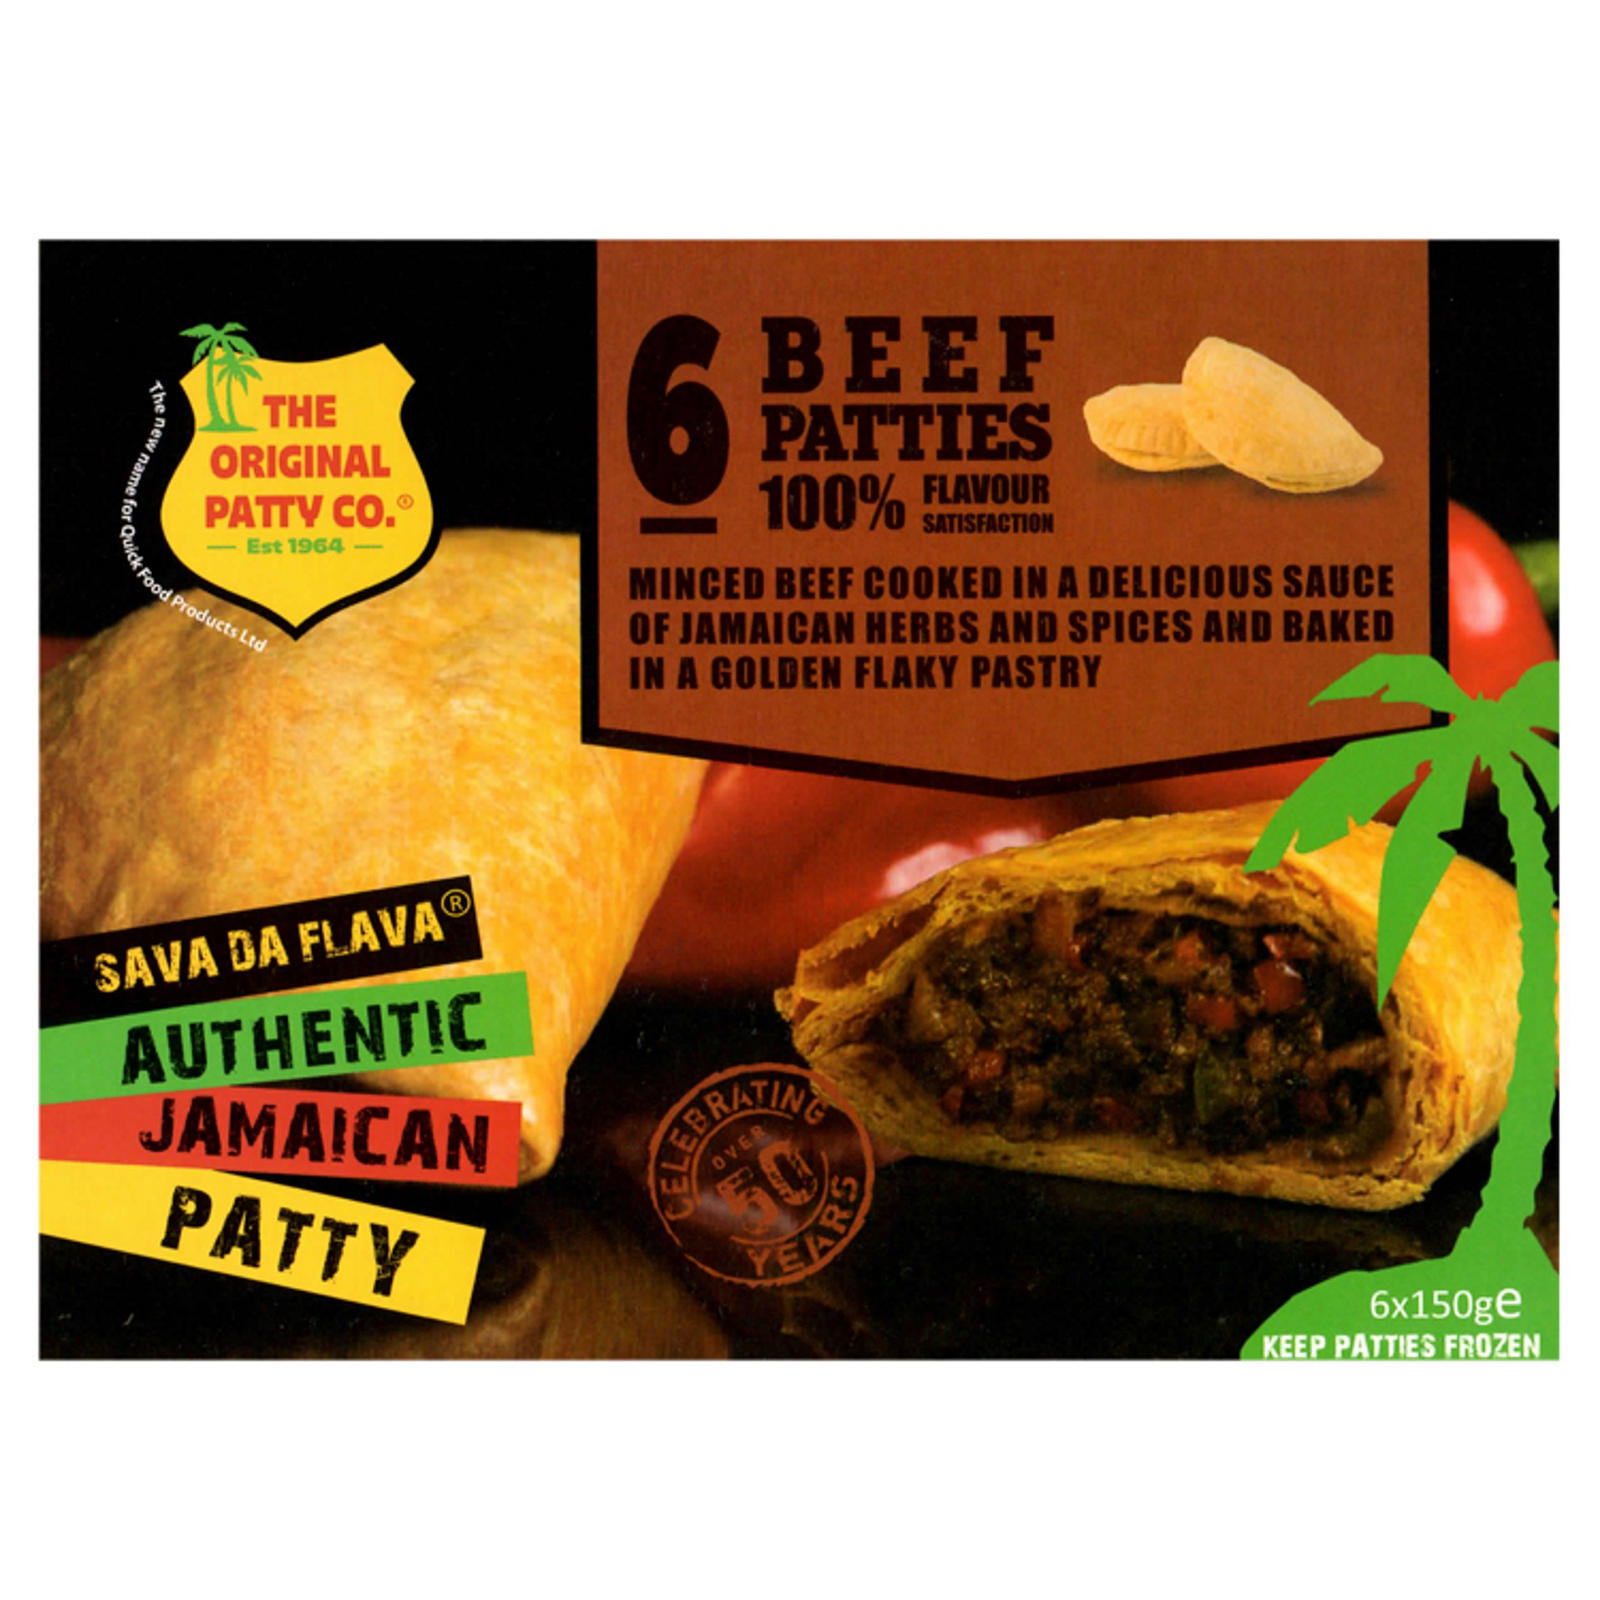 THE
ORIGINAL
PATTY CO.®
Est 1964
The new name for Quick Food Products Ltd
6 BEEF
PATTIES
100% FLAVOUR
SATISFACTION
MINCED BEEF COOKED IN A DELICIOUS SAUCE
OF JAMAICAN HERBS AND SPICES AND BAKED
IN A GOLDEN FLAKY PASTRY
SAVA DA FLAVA®
AUTHENTIC
JAMAICAN
PATTY
CELEBRATING
OVER
50
YEARS
6x150ge
KEEP PATTIES FROZEN